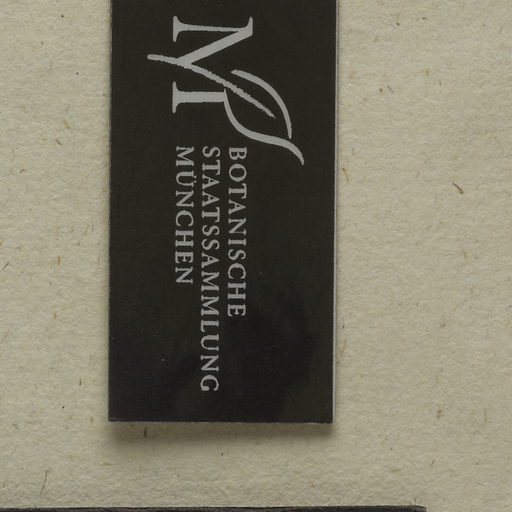 M
BOTANISCHE
STAATSSAMMLUNG
MÜNCHEN